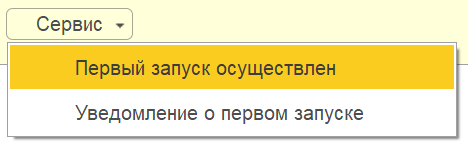 Сервис
Первый запуск осуществлен
Уведомление о первом запуске